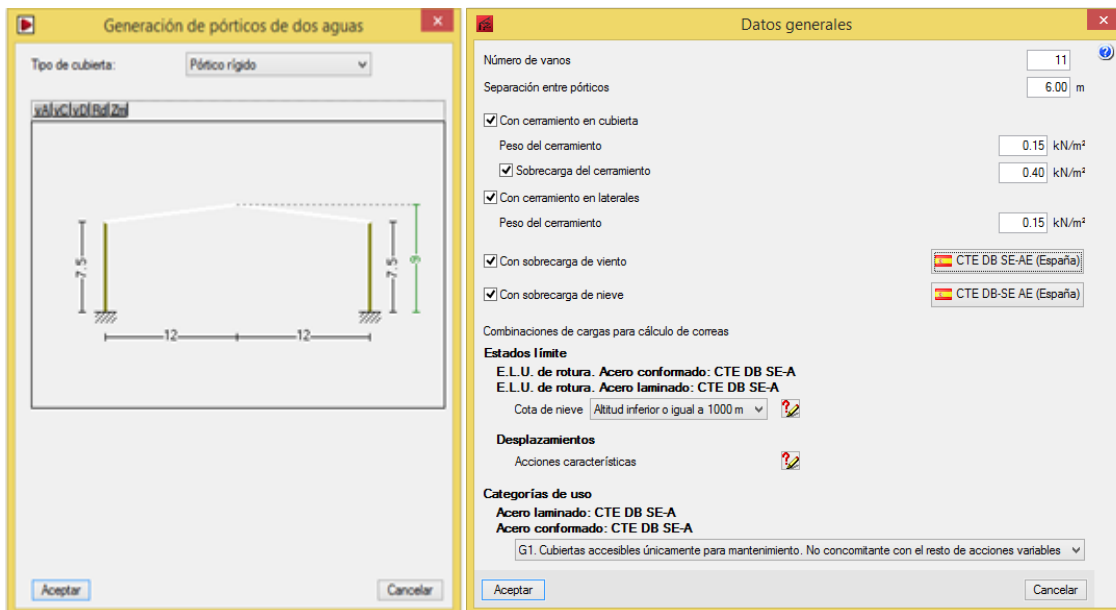 Generación de pórticos de dos aguas
Tipo de cubierta: Pórtico rígido
vA vC vD Rd Zm
7.5
7.5
9
12
12
Aceptar
Cancelar
Datos generales
Número de vanos 11
Separación entre pórticos 6.00 m
Con cerramiento en cubierta
Peso del cerramiento 0.15 kN/m²
Sobrecarga del cerramiento 0.40 kN/m²
Con cerramiento en laterales
Peso del cerramiento 0.15 kN/m²
Con sobrecarga de viento CTE DB SE-AE (España)
Con sobrecarga de nieve CTE DB-SE AE (España)
Combinaciones de cargas para cálculo de correas
Estados límite
E.L.U. de rotura. Acero conformado: CTE DB SE-A
E.L.U. de rotura. Acero laminado: CTE DB SE-A
Cota de nieve Altitud inferior o igual a 1000 m
Desplazamientos
Acciones características
Categorías de uso
Acero laminado: CTE DB SE-A
Acero conformado: CTE DB SE-A
G1. Cubiertas accesibles únicamente para mantenimiento. No concomitante con el resto de acciones variables
Aceptar
Cancelar